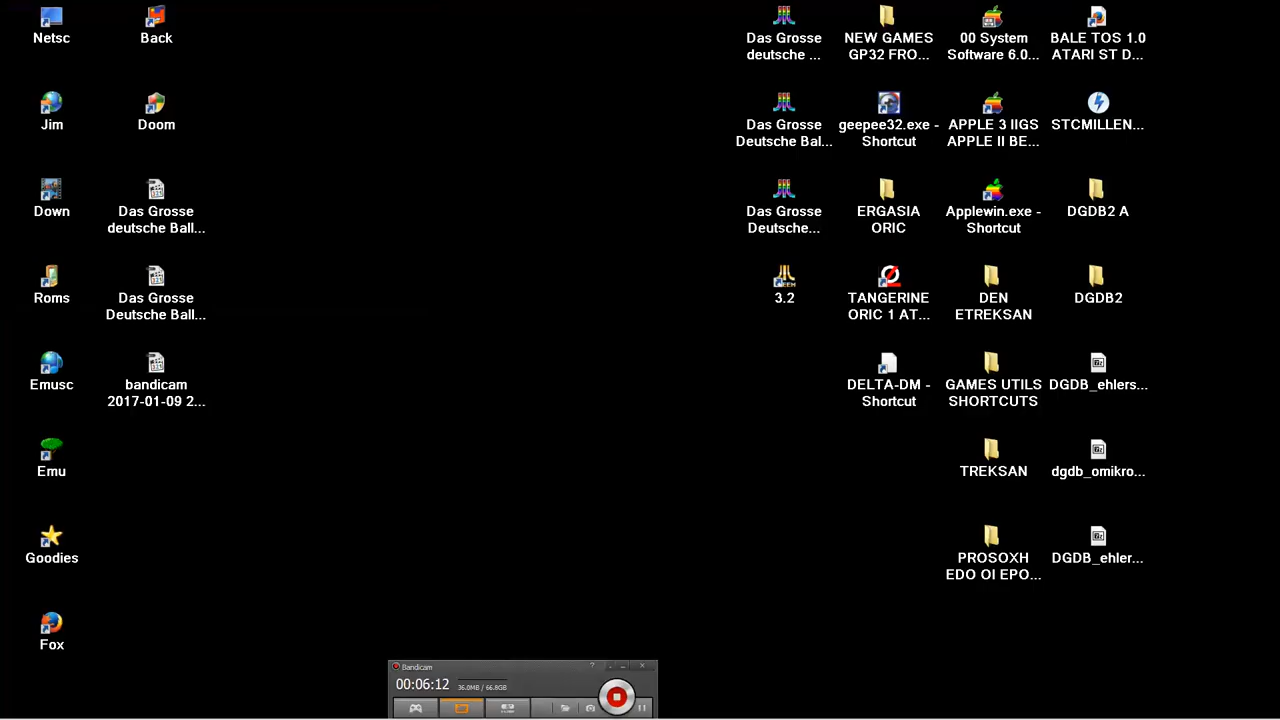 Netsc
Back
Das Grosse
deutsche ...
NEW GAMES
GP32 FRO...
00 System
Software 6.0...
BALE TOS 1.0
ATARI ST D...
Jim
Doom
Das Grosse
Deutsche Bal...
geepee32.exe -
Shortcut
APPLE 3 IIGS
APPLE II BE...
STCMILLEN...
Down
Das Grosse
deutsche Ball...
Das Grosse
Deutsche...
ERGASIA
ORIC
Applewin.exe -
Shortcut
DGDB2 A
Roms
Das Grosse
Deutsche Ball...
3.2
TANGERINE
ORIC 1 AT...
DEN
ETREKSAN
DGDB2
Emusc
bandicam
2017-01-09 2...
DELTA-DM -
Shortcut
GAMES UTILS
SHORTCUTS
DGDB_ehlers...
Emu
TREKSAN
dgdb_omikro...
Goodies
PROSOXH
EDO OI EPO...
DGDB_ehler...
Fox
Bandicam
00:06:12
36.0MB / 66.8GB